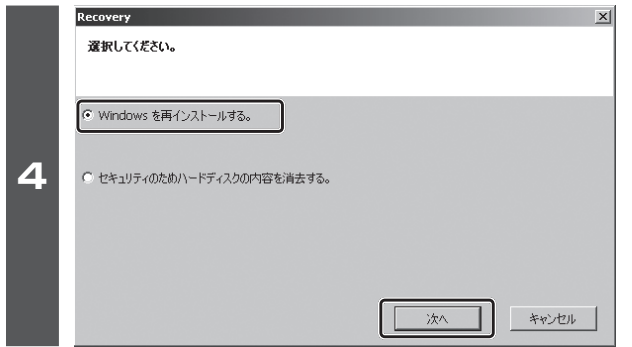 Recovery
選択してください。
Windows を再インストールする。
4
セキュリティのためハードディスクの内容を消去する。
次へ
キャンセル